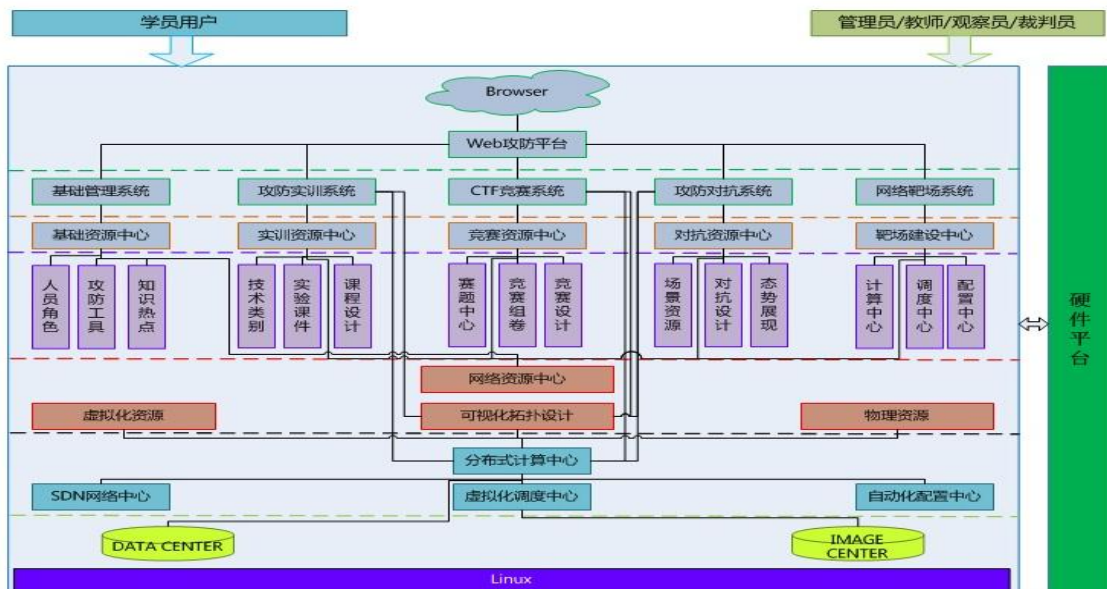 学员用户
管理员/教师/观察员/裁判员
Browser
Web攻防平台
基础管理系统
攻防实训系统
CTF竞赛系统
攻防对抗系统
网络靶场系统
基础资源中心
实训资源中心
竞赛资源中心
对抗资源中心
靶场建设中心
人员角色
攻防工具
知识热点
技术类别
实验课件
课程设计
赛题中心
竞赛组卷
竞赛设计
场景资源
对抗设计
态势展现
计算中心
调度中心
配置中心
硬件平台
网络资源中心
虚拟化资源
可视化拓扑设计
物理资源
分布式计算中心
SDN网络中心
虚拟化调度中心
自动化配置中心
DATA CENTER
IMAGE
CENTER
Linux